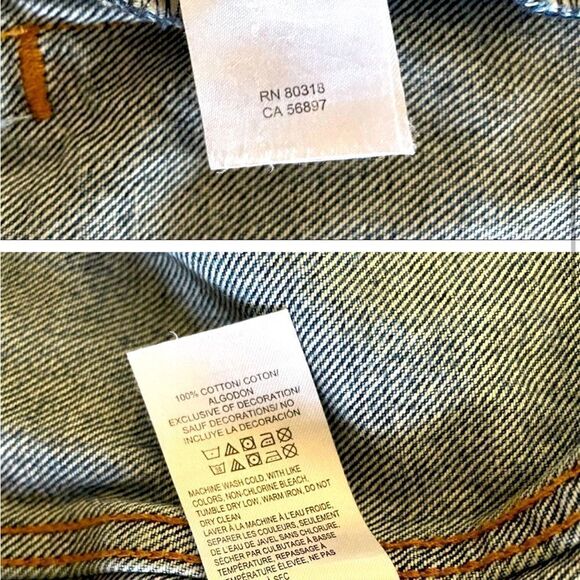 RN 80318
CA 56897
100% COTTON/ COTON/
ALGODON
EXCLUSIVE OF DECORATION/
SAUF DECORATIONS/ NO
INCLUYE LA DECORACIÓN
MACHINE WASH COLD, WITH LIKE
COLORS, NON-CHLORINE BLEACH,
TUMBLE DRY LOW, WARM IRON, DO NOT
DRY CLEAN
LAVER À LA MACHINE À L'EAU FROIDE,
SÉPARER LES COULEURS, SEULEMENT
DE L'EAU DE JAVEL SANS CHLORURE,
SÉCHER PAR CULBUTAGE À BASSE
TEMPÉRATURE, REPASSAGE À
TEMPÉRATURE ÉLEVÉE, NE PAS
À SEC